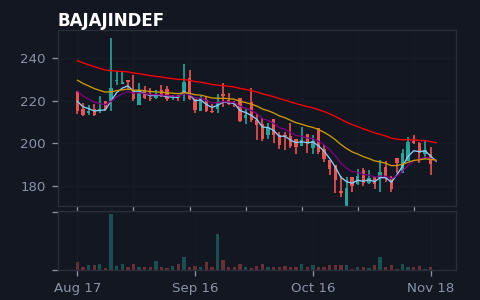 BAJAJINDEF
240
220
200
180
Aug 17
Sep 16
Oct 16
Nov 18